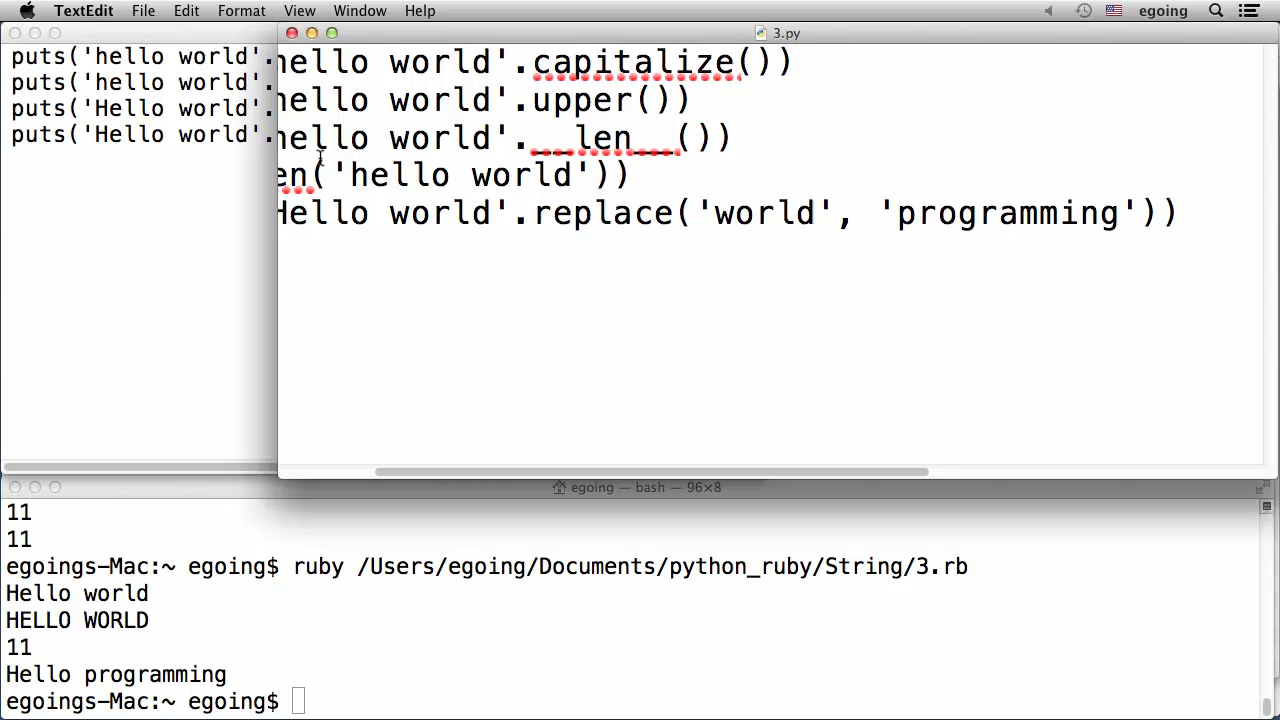 TextEdit File Edit Format View Window Help egoing
3.py
puts('hello world'.
puts('hello world'.
puts('Hello world'.
puts('Hello world'.
hello world'.capitalize())
hello world'.upper())
hello world'.__len__())
en('hello world'))
Hello world'.replace('world', 'programming'))
egoing — bash — 96×8
11
11
egoings-Mac:~ egoing$ ruby /Users/egoing/Documents/python_ruby/String/3.rb
Hello world
HELLO WORLD
11
Hello programming
egoings-Mac:~ egoing$